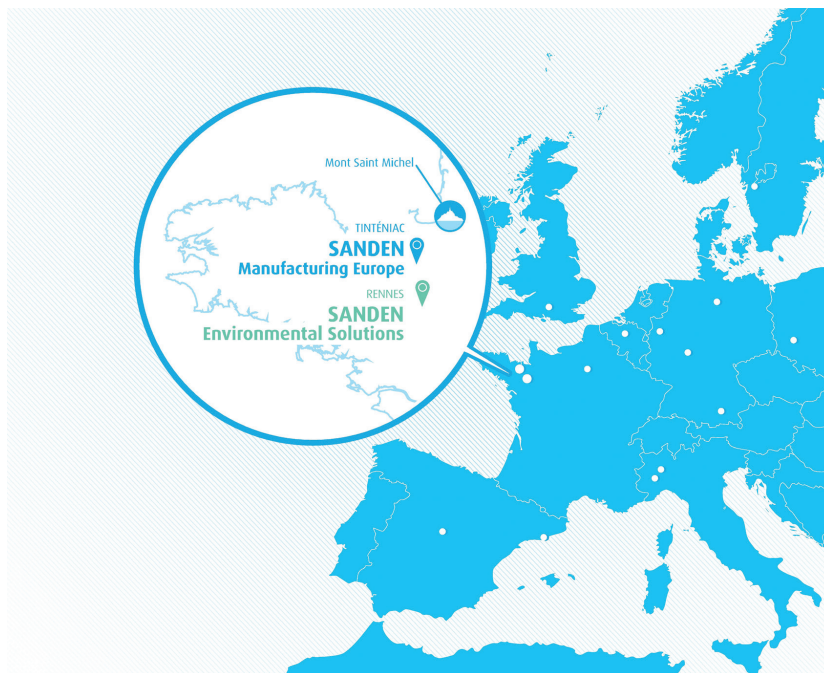 Mont Saint Michel
TINTÉNIAC
SANDEN
Manufacturing Europe
RENNES
SANDEN
Environmental Solutions